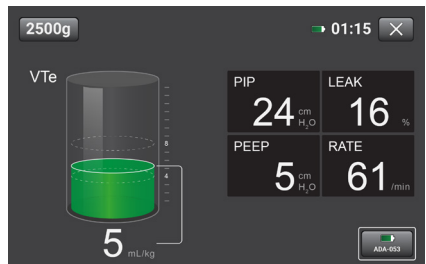 2500g
01:15
VTe
8
4
5 mL/kg
PIP
24 cm H₂O
LEAK
16 %
PEEP
5 cm H₂O
RATE
61 /min
ADA-053